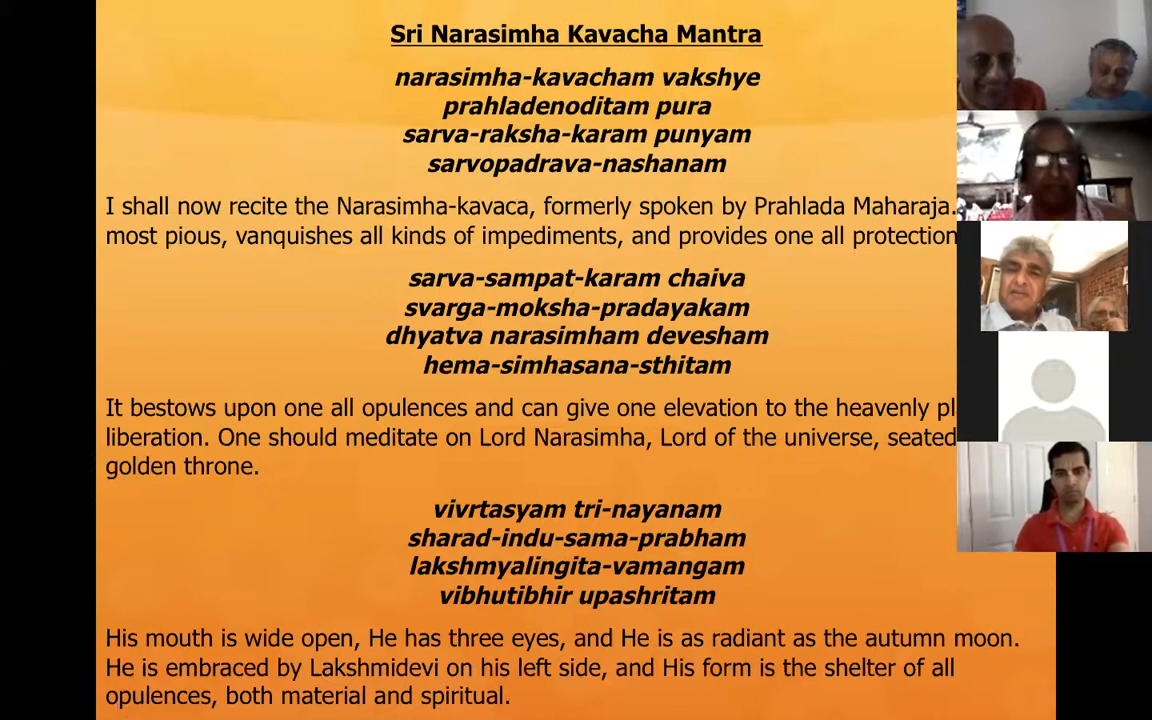 Sri Narasimha Kavacha Mantra
narasimha-kavacham vakshye
prahladenoditam pura
sarva-raksha-karam punyam
sarvopadrava-nashanam
I shall now recite the Narasimha-kavaca, formerly spoken by Prahlada Maharaja.
most pious, vanquishes all kinds of impediments, and provides one all protection
sarva-sampat-karam chaiva
svarga-moksha-pradayakam
dhyatva narasimham devesham
hema-simhasana-sthitam
It bestows upon one all opulences and can give one elevation to the heavenly pl
liberation. One should meditate on Lord Narasimha, Lord of the universe, seated
golden throne.
vivrtasyam tri-nayanam
sharad-indu-sama-prabham
lakshmyalingita-vamangam
vibhutibhir upashritam
His mouth is wide open, He has three eyes, and He is as radiant as the autumn moon.
He is embraced by Lakshmidevi on his left side, and His form is the shelter of all
opulences, both material and spiritual.